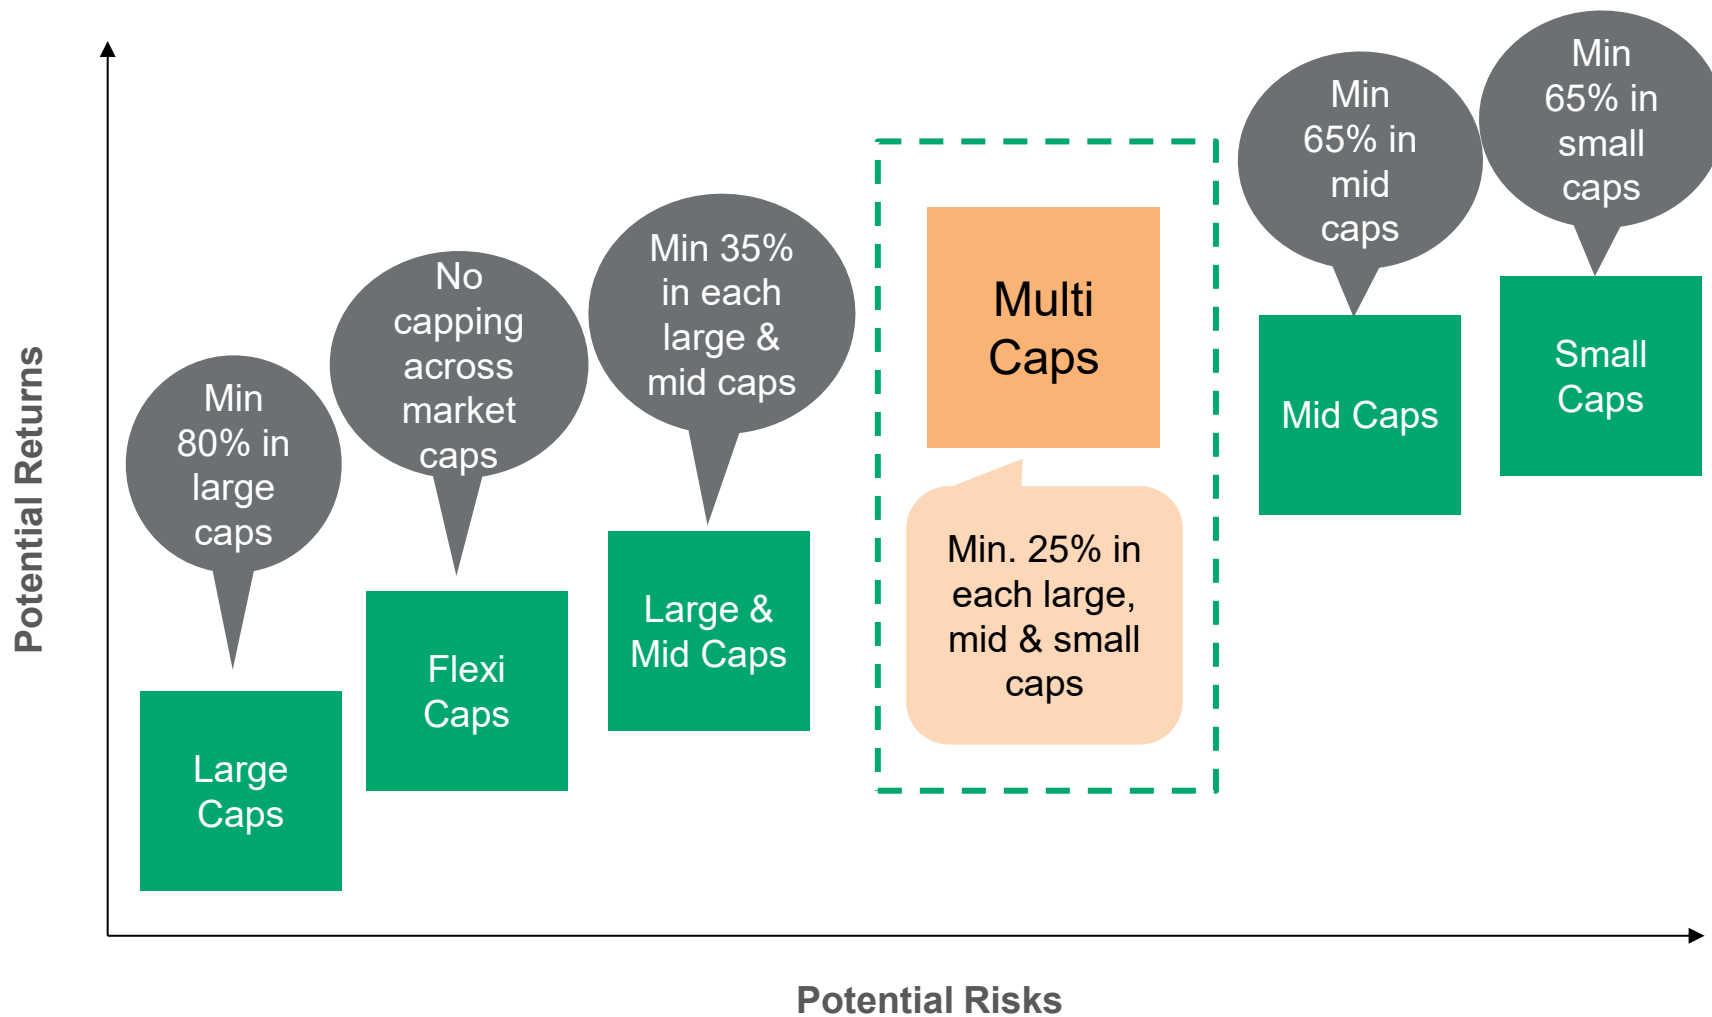 Potential Returns
Min
80% in
large
caps
Large
Caps
No
capping
across
market
caps
Flexi
Caps
Min 35%
in each
large &
mid caps
Large &
Mid Caps
Multi
Caps
Min. 25% in
each large,
mid & small
caps
Min
65% in
mid
caps
Mid Caps
Min
65% in
small
caps
Small
Caps
Potential Risks